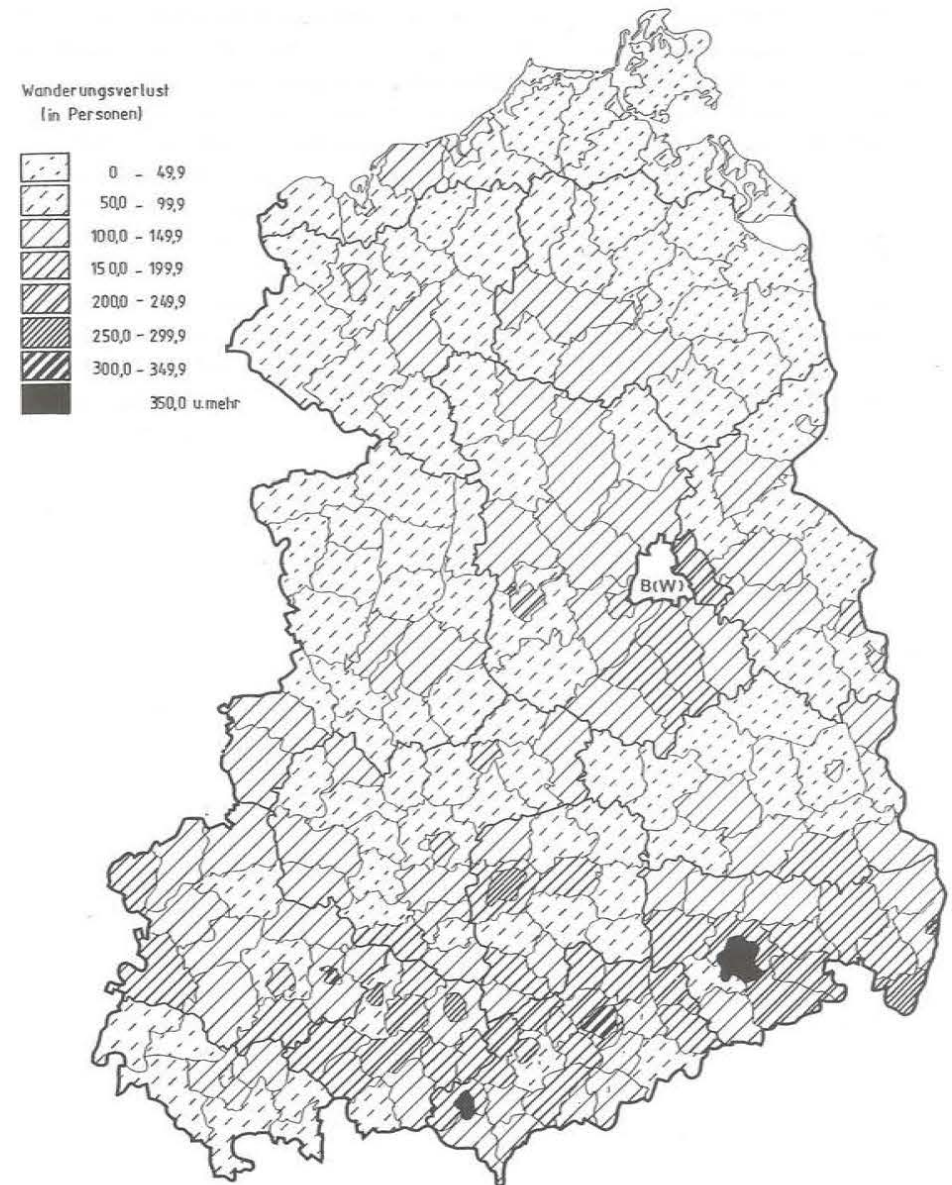 Wanderungsverlust
(in Personen)
0 - 49,9
50,0 - 99,9
100,0 - 149,9
150,0 - 199,9
200,0 - 249,9
250,0 - 299,9
300,0 - 349,9
350,0 u.mehr
B(W)